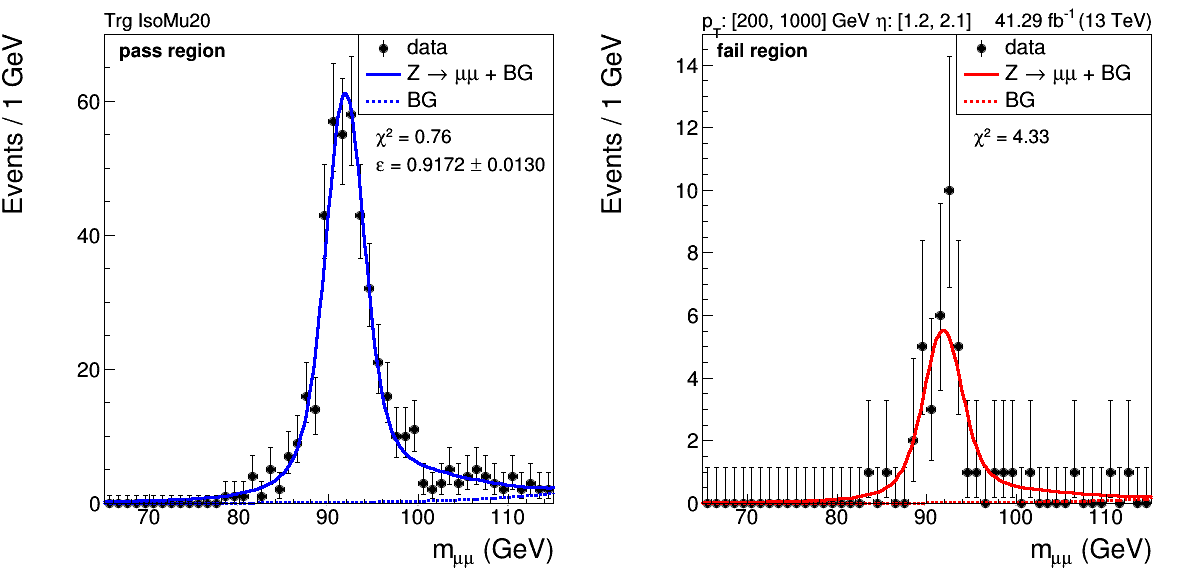 Trg IsoMu20
pass region
data
Z → μμ + BG
BG
χ² = 0.76
ε = 0.9172 ± 0.0130
Events / 1 GeV
60
40
20
0
70 80 90 100 110
m_μμ (GeV)
p_T: [200, 1000] GeV η: [1.2, 2.1] 41.29 fb⁻¹ (13 TeV)
fail region
data
Z → μμ + BG
BG
χ² = 4.33
Events / 1 GeV
14
12
10
8
6
4
2
0
70 80 90 100 110
m_μμ (GeV)